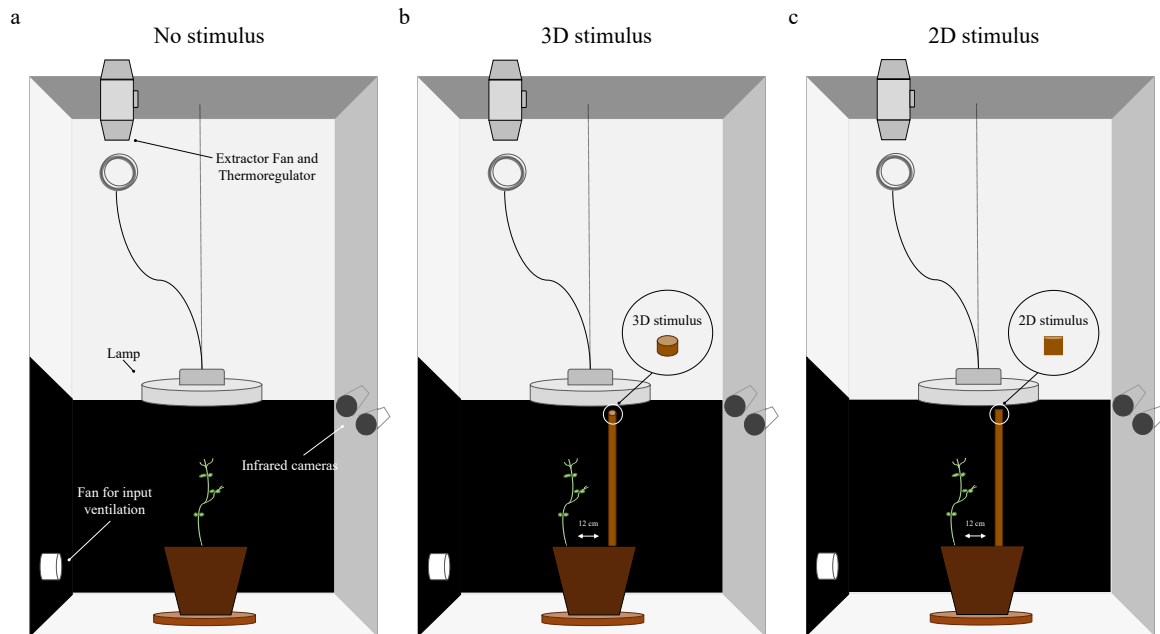 a
No stimulus
Extractor Fan and
Thermoregulator
Lamp
Infrared cameras
Fan for input
ventilation
b
3D stimulus
3D stimulus
12 cm
c
2D stimulus
2D stimulus
12 cm